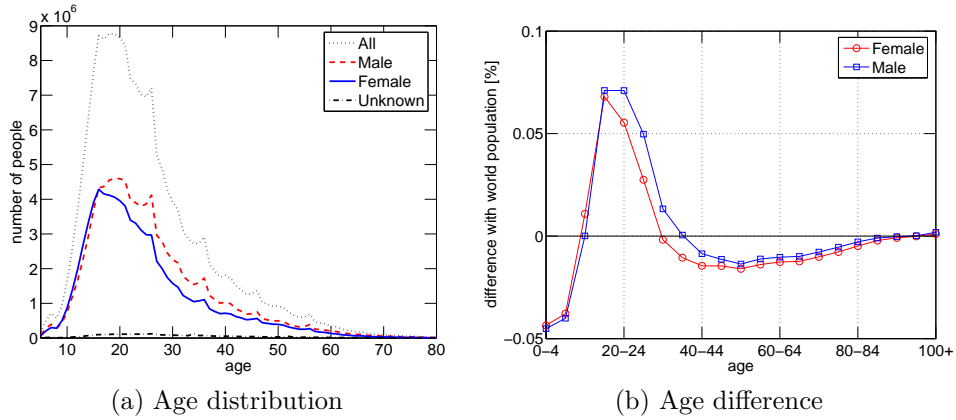 x 10⁶
9
8
7
6
5
4
3
2
1
0
number of people
10 20 30 40 50 60 70 80
age
All
Male
Female
Unknown
(a) Age distribution
0.1
0.05
0
−0.05
difference with world population [%]
0−4 20−24 40−44 60−64 80−84 100+
age
Female
Male
(b) Age difference